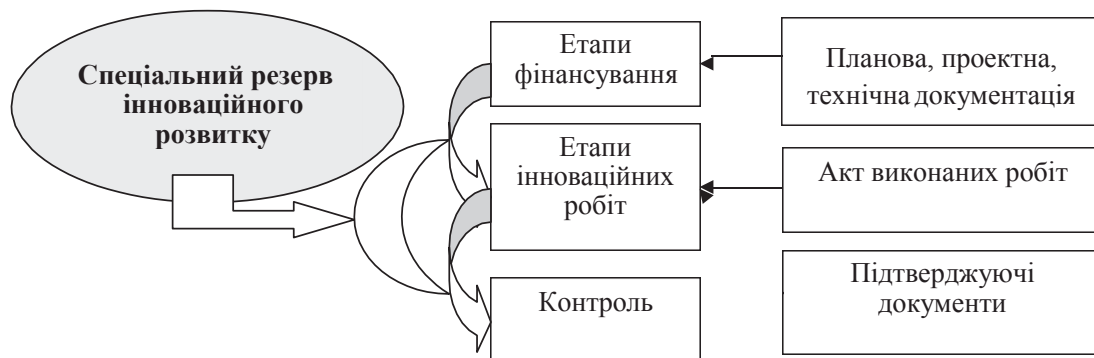 Спеціальний резерв
інноваційного
розвитку
Етапи
фінансування
Планова, проектна,
технічна документація
Етапи
інноваційних
робіт
Акт виконаних робіт
Контроль
Підтверджуючі
документи